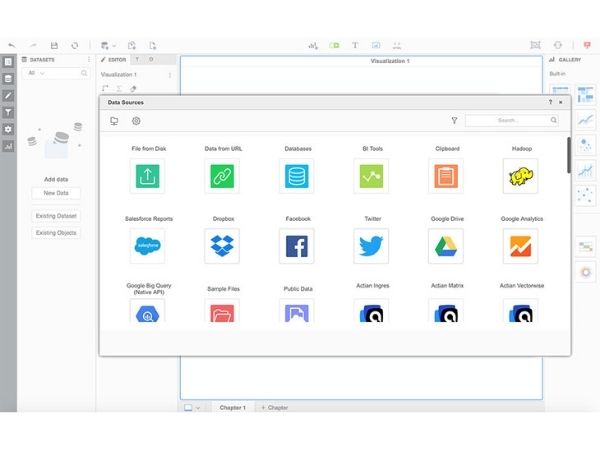 DATASETS
EDITOR
Visualization 1
GALLERY
All
Visualization 1
Built-in
Data Sources
? ×
Search...
File from Disk
Data from URL
Databases
BI Tools
Clipboard
Hadoop
Add data
New Data
Existing Dataset
Existing Objects
Salesforce Reports
Dropbox
Facebook
Twitter
Google Drive
Google Analytics
salesforce
Google Big Query
(Native API)
Sample Files
Public Data
Actian Ingres
Actian Matrix
Actian Vectorwise
Chapter 1
+ Chapter